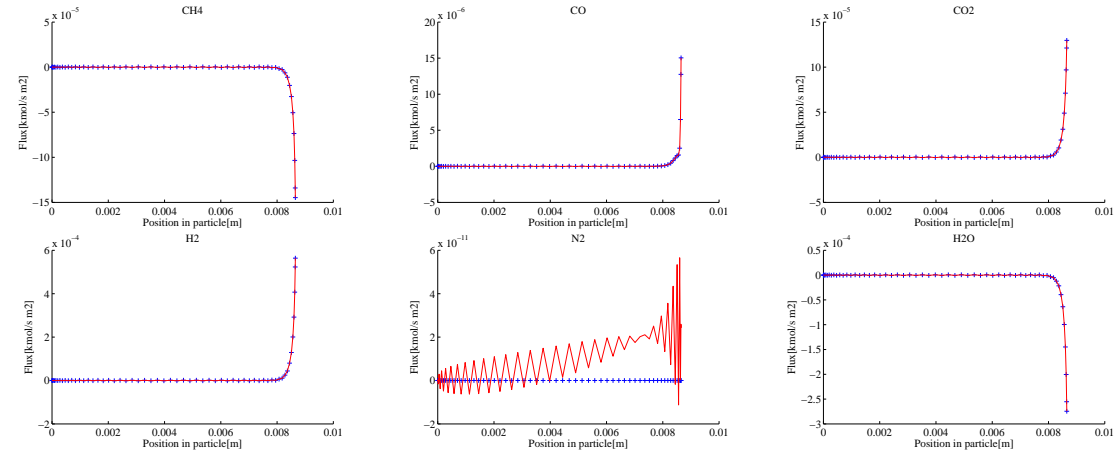 CH4
x 10^-5
Flux[kmol/s m2]
5
0
-5
-10
-15
0 0.002 0.004 0.006 0.008 0.01
Position in particle[m]
CO
x 10^-6
Flux[kmol/s m2]
20
15
10
5
0
-5
0 0.002 0.004 0.006 0.008 0.01
Position in particle[m]
CO2
x 10^-5
Flux[kmol/s m2]
15
10
5
0
-5
0 0.002 0.004 0.006 0.008 0.01
Position in particle[m]
H2
x 10^-4
Flux[kmol/s m2]
6
4
2
0
-2
0 0.002 0.004 0.006 0.008 0.01
Position in particle[m]
N2
x 10^-11
Flux[kmol/s m2]
6
4
2
0
-2
0 0.002 0.004 0.006 0.008 0.01
Position in particle[m]
H2O
x 10^-4
Flux[kmol/s m2]
0.5
0
-0.5
-1
-1.5
-2
-2.5
-3
0 0.002 0.004 0.006 0.008 0.01
Position in particle[m]